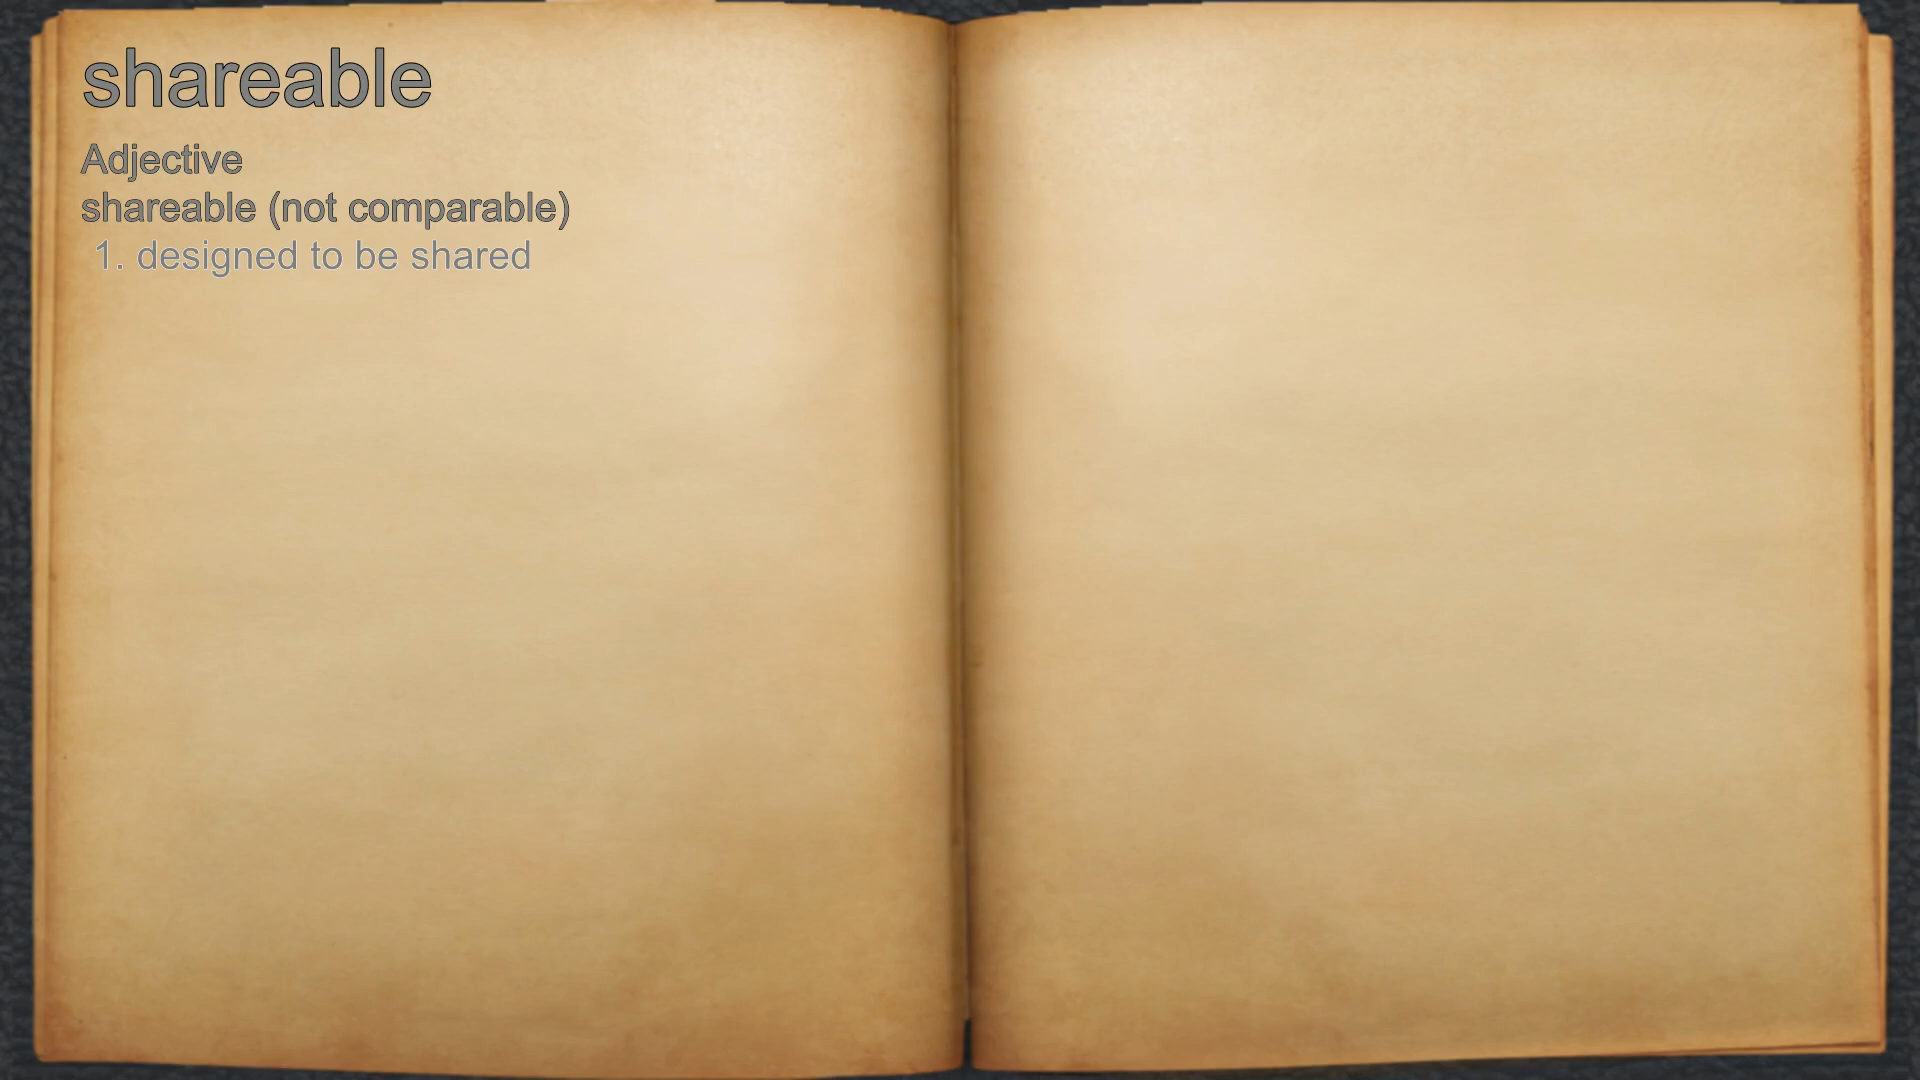 shareable
Adjective
shareable (not comparable)
1. designed to be shared